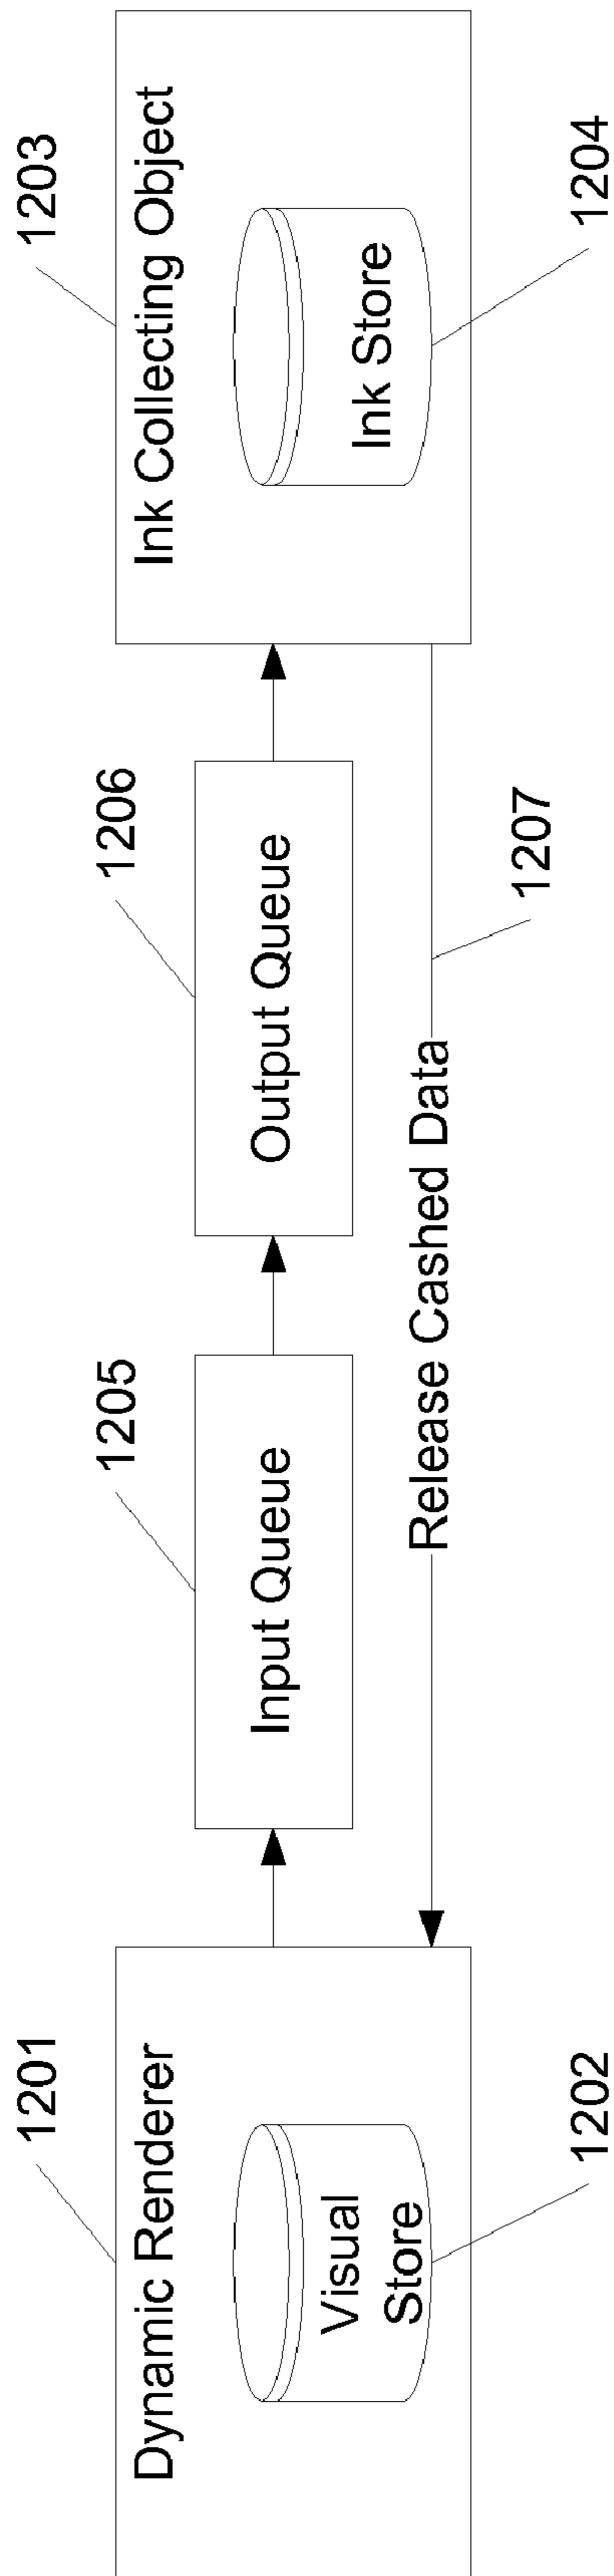 1201
Dynamic Renderer
Visual
Store
1202
1205
Input Queue
1206
Output Queue
Release Cashed Data
1207
1203
Ink Collecting Object
Ink Store
1204